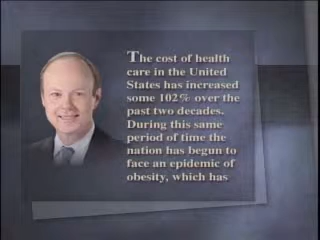 The cost of health
care in the United
States has increased
some 102% over the
past two decades.
During this same
period of time the
nation has begun to
face an epidemic of
obesity, which has